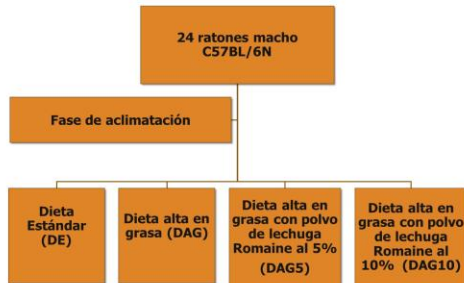 24 ratones macho
C57BL/6N
Fase de aclimatación
Dieta
Estándar
(DE)
Dieta alta en
grasa (DAG)
Dieta alta en
grasa con polvo
de lechuga
Romaine al 5%
(DAG5)
Dieta alta en
grasa con polvo
de lechuga
Romaine al
10% (DAG10)